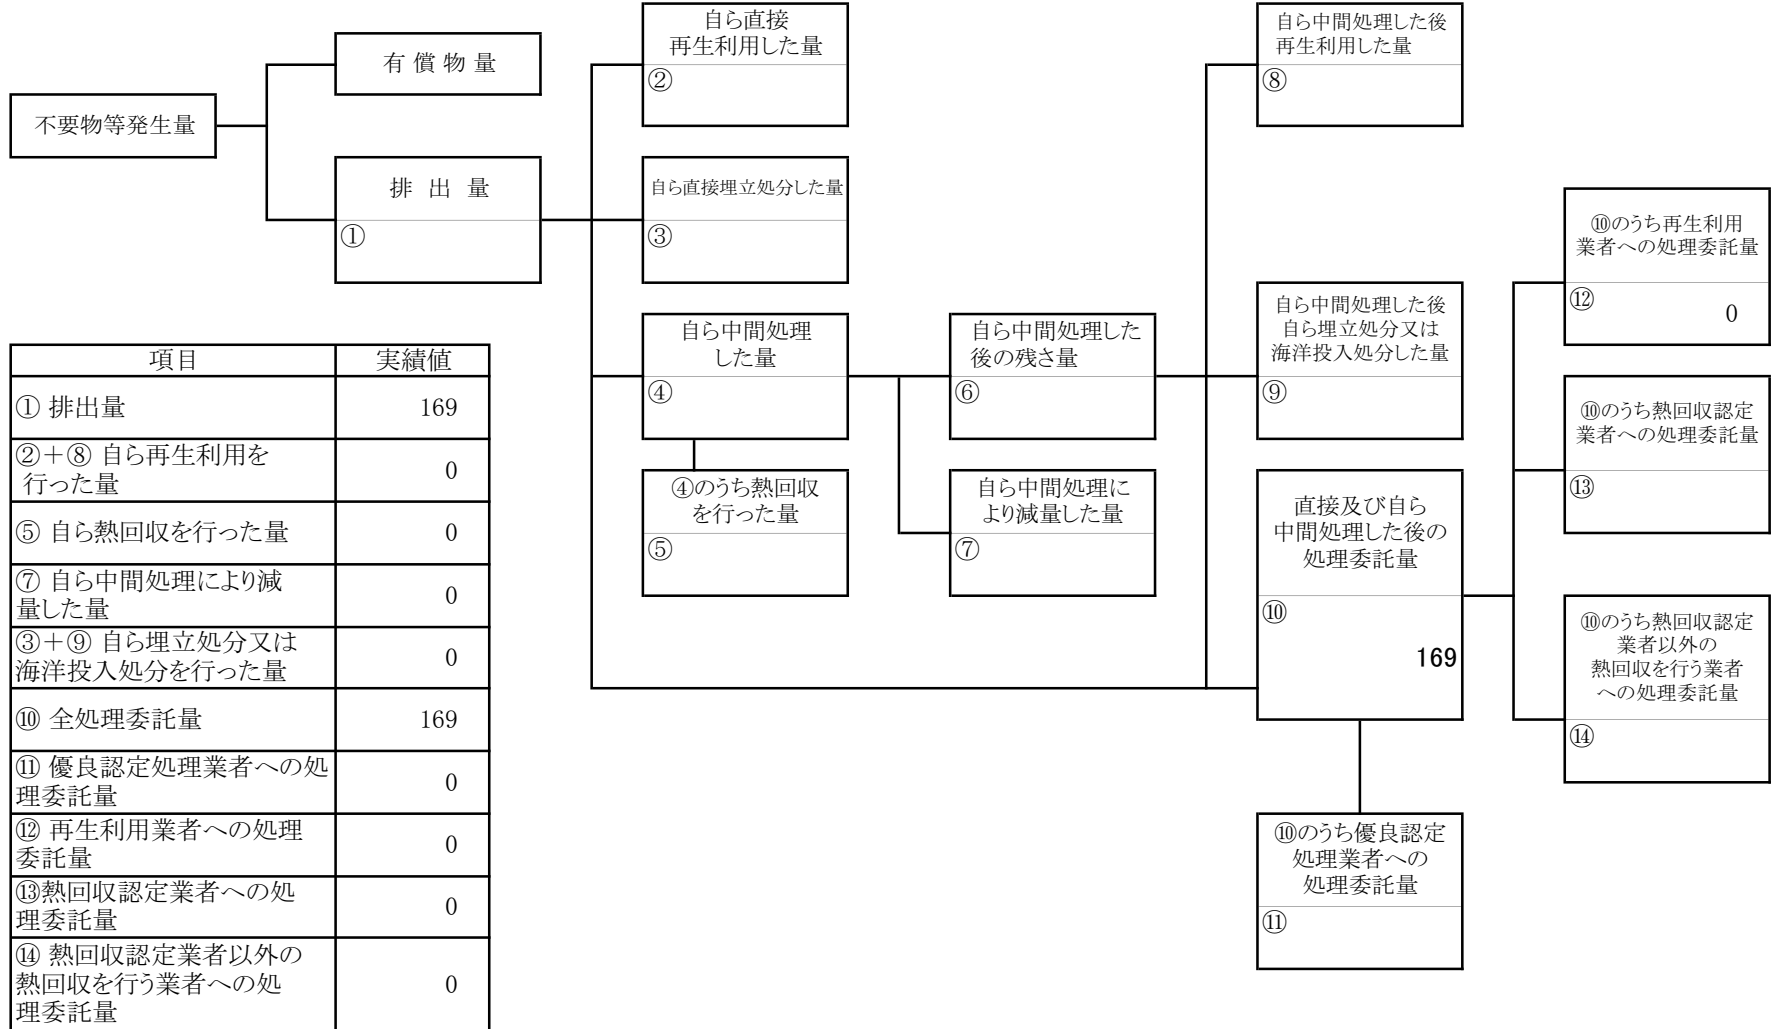 不要物等発生量
有 償 物 量
排 出 量
①
自ら直接
再生利用した量
②
自ら直接埋立処分した量
③
自ら中間処理
した量
④
④のうち熱回収
を行った量
⑤
自ら中間処理した
後の残さ量
⑥
自ら中間処理に
より減量した量
⑦
自ら中間処理した後
再生利用した量
⑧
自ら中間処理した後
自ら埋立処分又は
海洋投入処分した量
⑨
直接及び自ら
中間処理した後の
処理委託量
⑩
169
⑩のうち優良認定
処理業者への
処理委託量
⑪
⑩のうち再生利用
業者への処理委託量
⑫
0
⑩のうち熱回収認定
業者への処理委託量
⑬
⑩のうち熱回収認定
業者以外の
熱回収を行う業者
への処理委託量
⑭
項目 実績値
① 排出量 169
②＋⑧ 自ら再生利用を
行った量 0
⑤ 自ら熱回収を行った量 0
⑦ 自ら中間処理により減
量した量 0
③＋⑨ 自ら埋立処分又は
海洋投入処分を行った量 0
⑩ 全処理委託量 169
⑪ 優良認定処理業者への処
理委託量 0
⑫ 再生利用業者への処理
委託量 0
⑬熱回収認定業者への処
理委託量 0
⑭ 熱回収認定業者以外の
熱回収を行う業者への処
理委託量 0